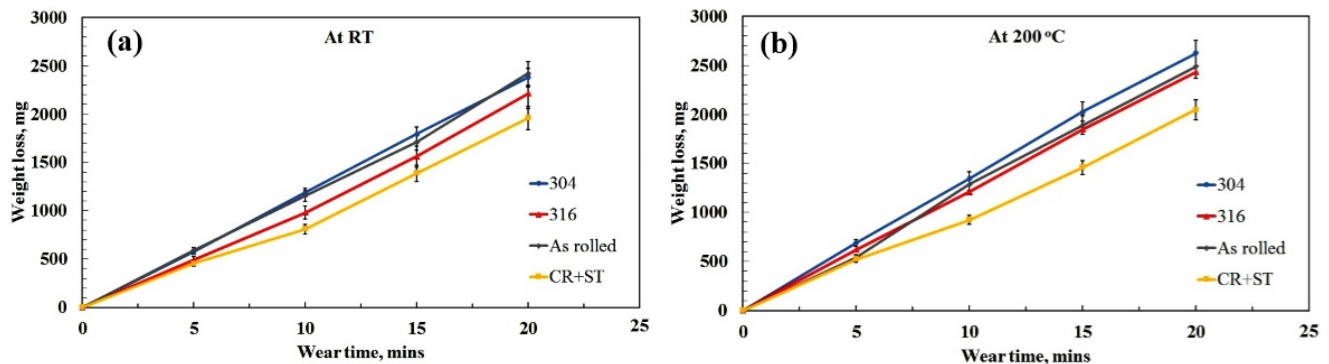 (a)
At RT
3000
2500
2000
1500
1000
500
0
Weight loss, mg
0 5 10 15 20 25
Wear time, mins
304
316
As rolled
CR+ST
(b)
At 200 °C
3000
2500
2000
1500
1000
500
0
Weight loss, mg
0 5 10 15 20 25
Wear time, mins
304
316
As rolled
CR+ST